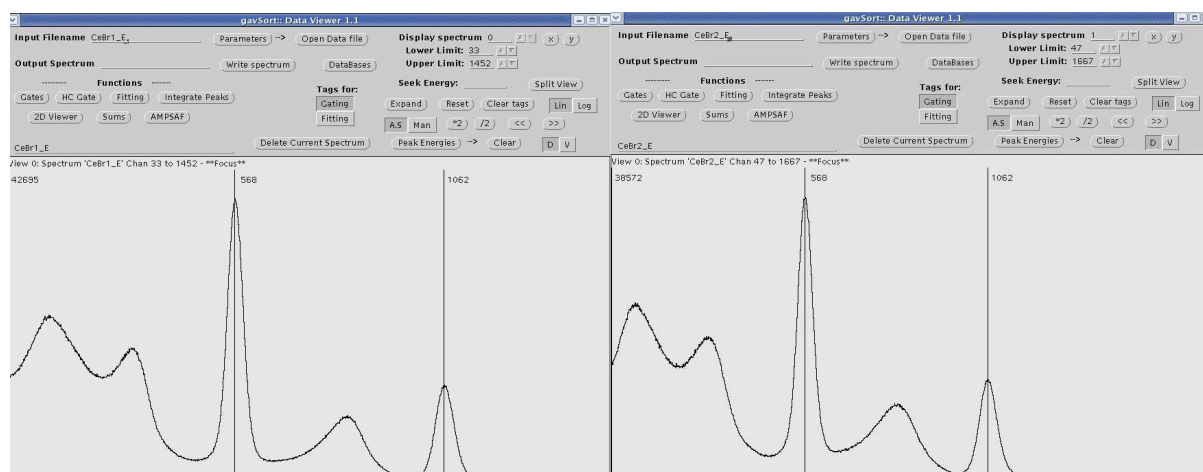 gavSort:: Data Viewer 1.1
Input Filename CeBr1_E Parameters -> Open Data file Display spectrum 0 x y
Lower Limit: 33
Output Spectrum Write spectrum DataBases Upper Limit: 1452
Functions Seek Energy: Split View
Tags for:
Gates HC Gate Fitting Integrate Peaks Gating Expand Reset Clear tags Lin Log
2D Viewer Sums AMPSAF Fitting A.S Man *2 /2 << >>
CeBr1_E Delete Current Spectrum Peak Energies -> Clear D V
View 0: Spectrum 'CeBr1_E' Chan 33 to 1452 - **Focus**
42695 568 1062
gavSort:: Data Viewer 1.1
Input Filename CeBr2_E Parameters -> Open Data file Display spectrum 1 x y
Lower Limit: 47
Output Spectrum Write spectrum DataBases Upper Limit: 1667
Functions Seek Energy: Split View
Tags for:
Gates HC Gate Fitting Integrate Peaks Gating Expand Reset Clear tags Lin Log
2D Viewer Sums AMPSAF Fitting A.S Man *2 /2 << >>
CeBr2_E Delete Current Spectrum Peak Energies -> Clear D V
View 0: Spectrum 'CeBr2_E' Chan 47 to 1667 - **Focus**
38572 568 1062